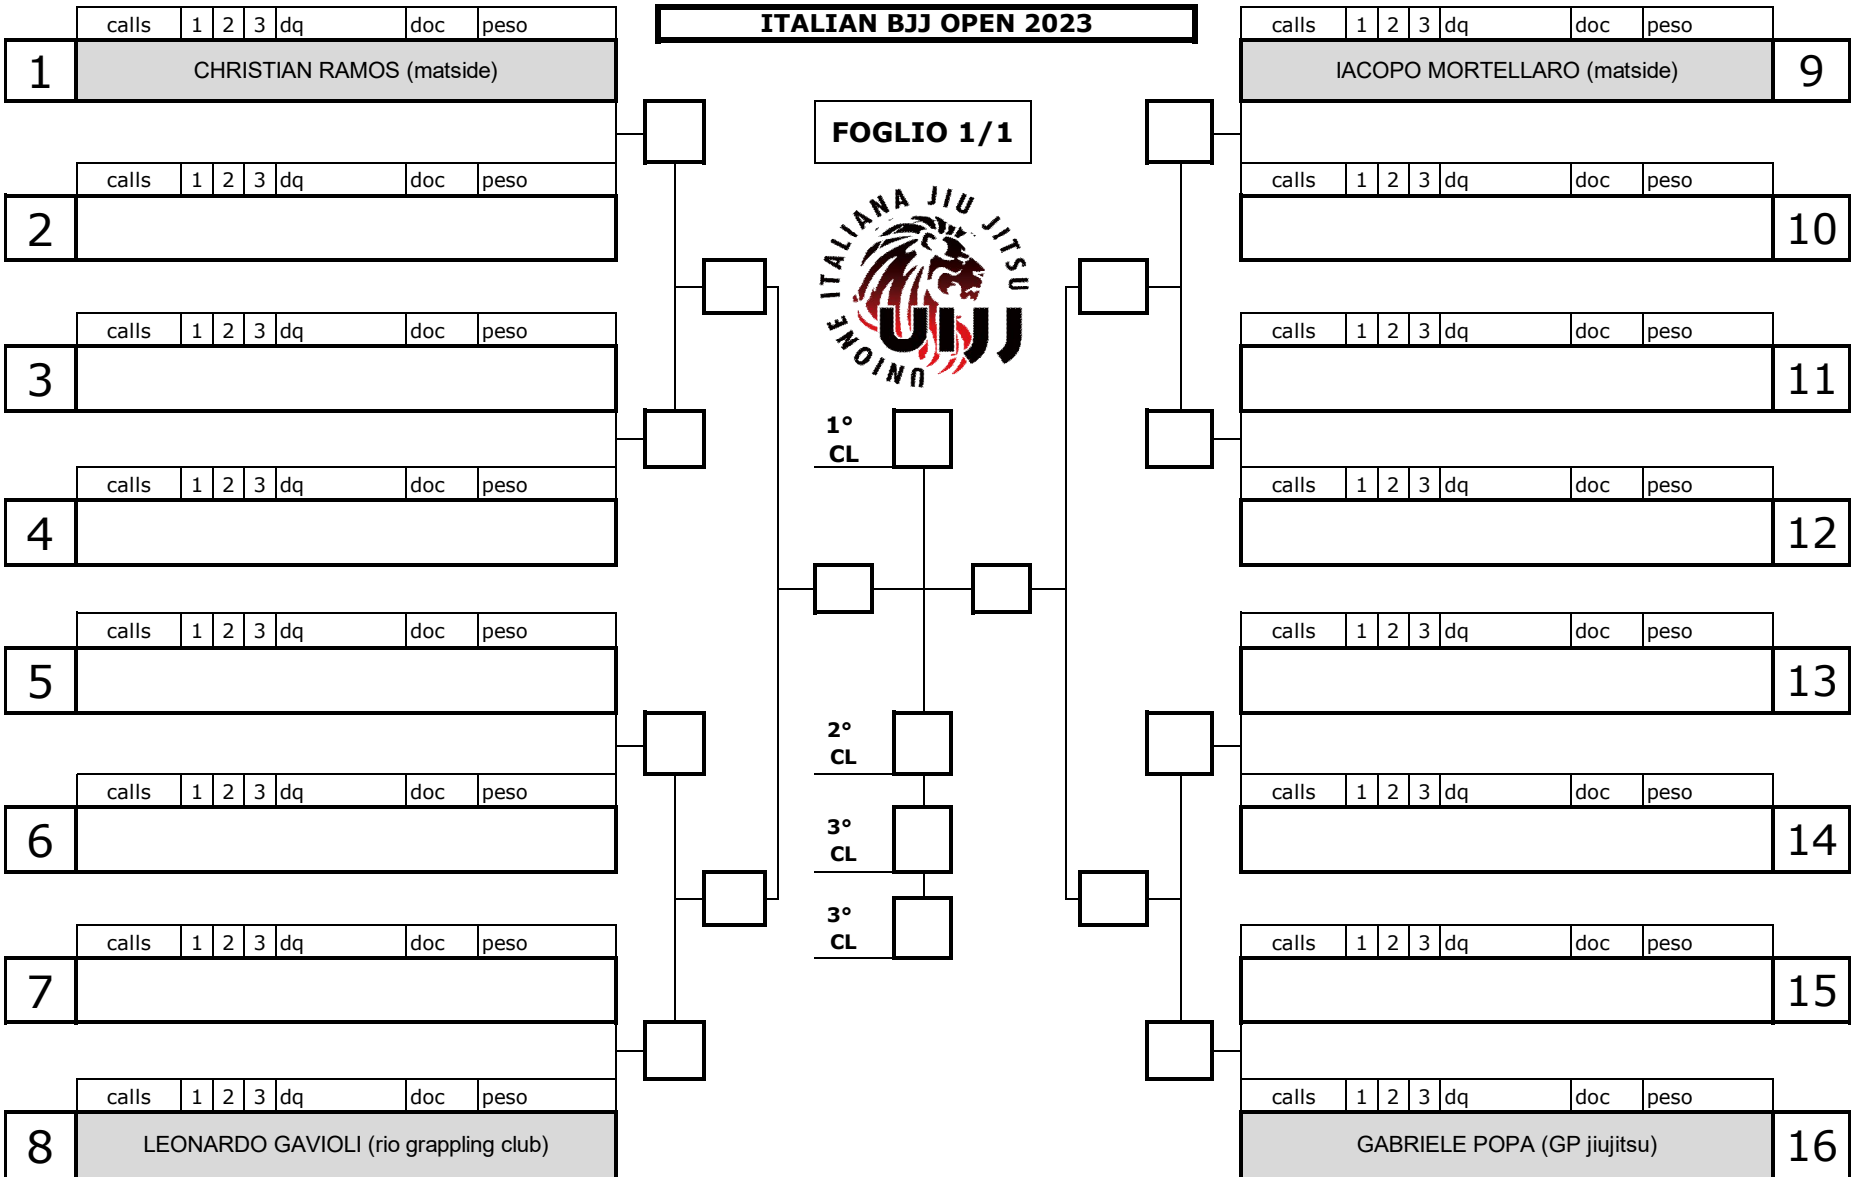 calls 1 2 3 dq doc peso
ITALIAN BJJ OPEN 2023
calls 1 2 3 dq doc peso
1 CHRISTIAN RAMOS (matside)
IACOPO MORTELLARO (matside) 9
FOGLIO 1/1
calls 1 2 3 dq doc peso
calls 1 2 3 dq doc peso
2
10
UNIONE ITALIANA JIU JITSU
UIJJ
calls 1 2 3 dq doc peso
calls 1 2 3 dq doc peso
3
11
1°
CL
calls 1 2 3 dq doc peso
calls 1 2 3 dq doc peso
4
12
calls 1 2 3 dq doc peso
calls 1 2 3 dq doc peso
5
13
2°
CL
calls 1 2 3 dq doc peso
calls 1 2 3 dq doc peso
6
14
3°
CL
3°
CL
calls 1 2 3 dq doc peso
calls 1 2 3 dq doc peso
7
15
calls 1 2 3 dq doc peso
calls 1 2 3 dq doc peso
8 LEONARDO GAVIOLI (rio grappling club)
GABRIELE POPA (GP jiujitsu) 16